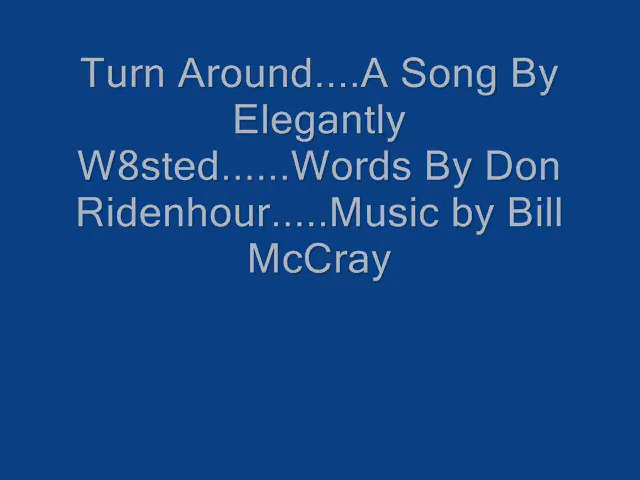 Turn Around....A Song By
Elegantly
W8sted......Words By Don
Ridenhour.....Music by Bill
McCray